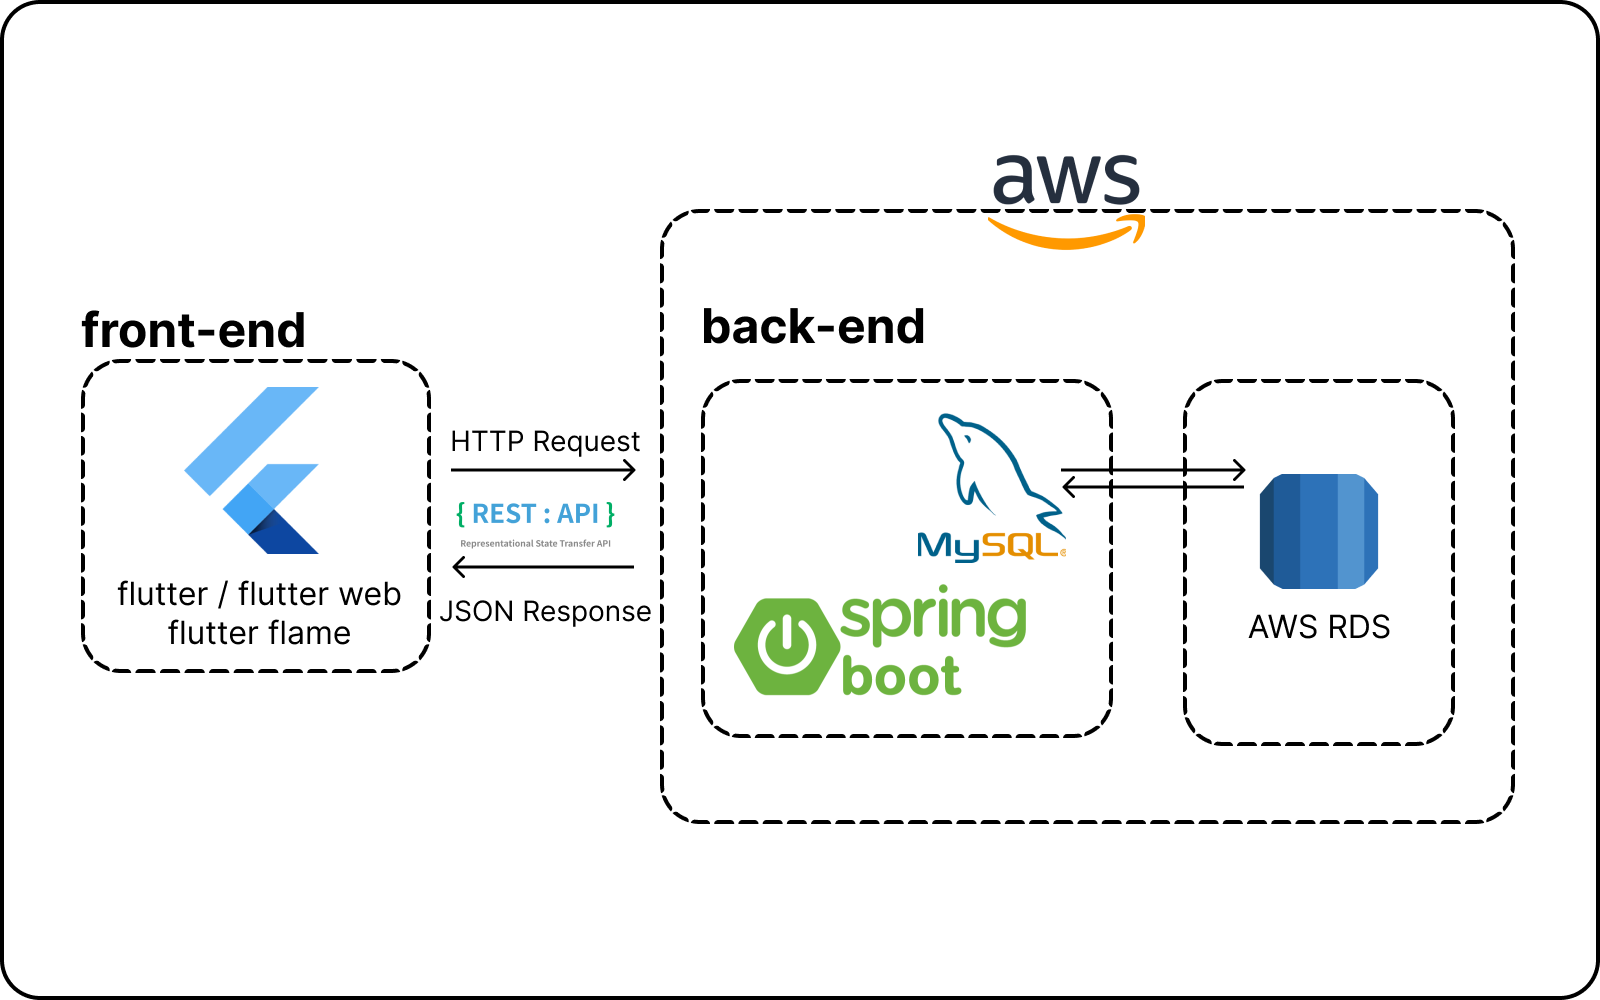 aws
front-end
back-end
HTTP Request
{ REST : API }
Representational State Transfer API
JSON Response
flutter / flutter web
flutter flame
MySQL®
spring
boot
AWS RDS